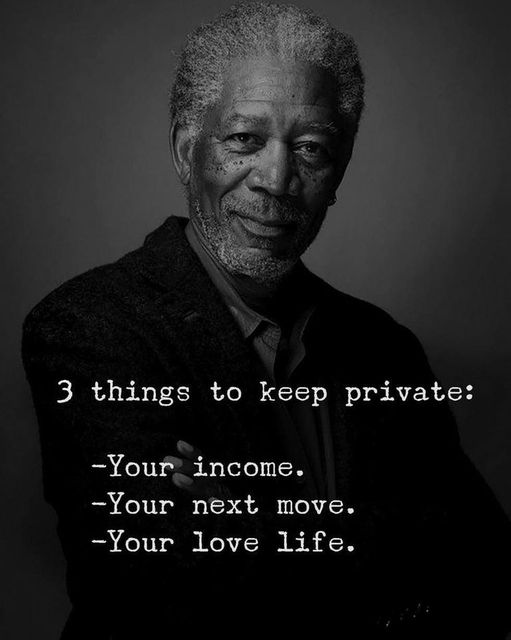 3 things to keep private:
-Your income.
-Your next move.
-Your love life.